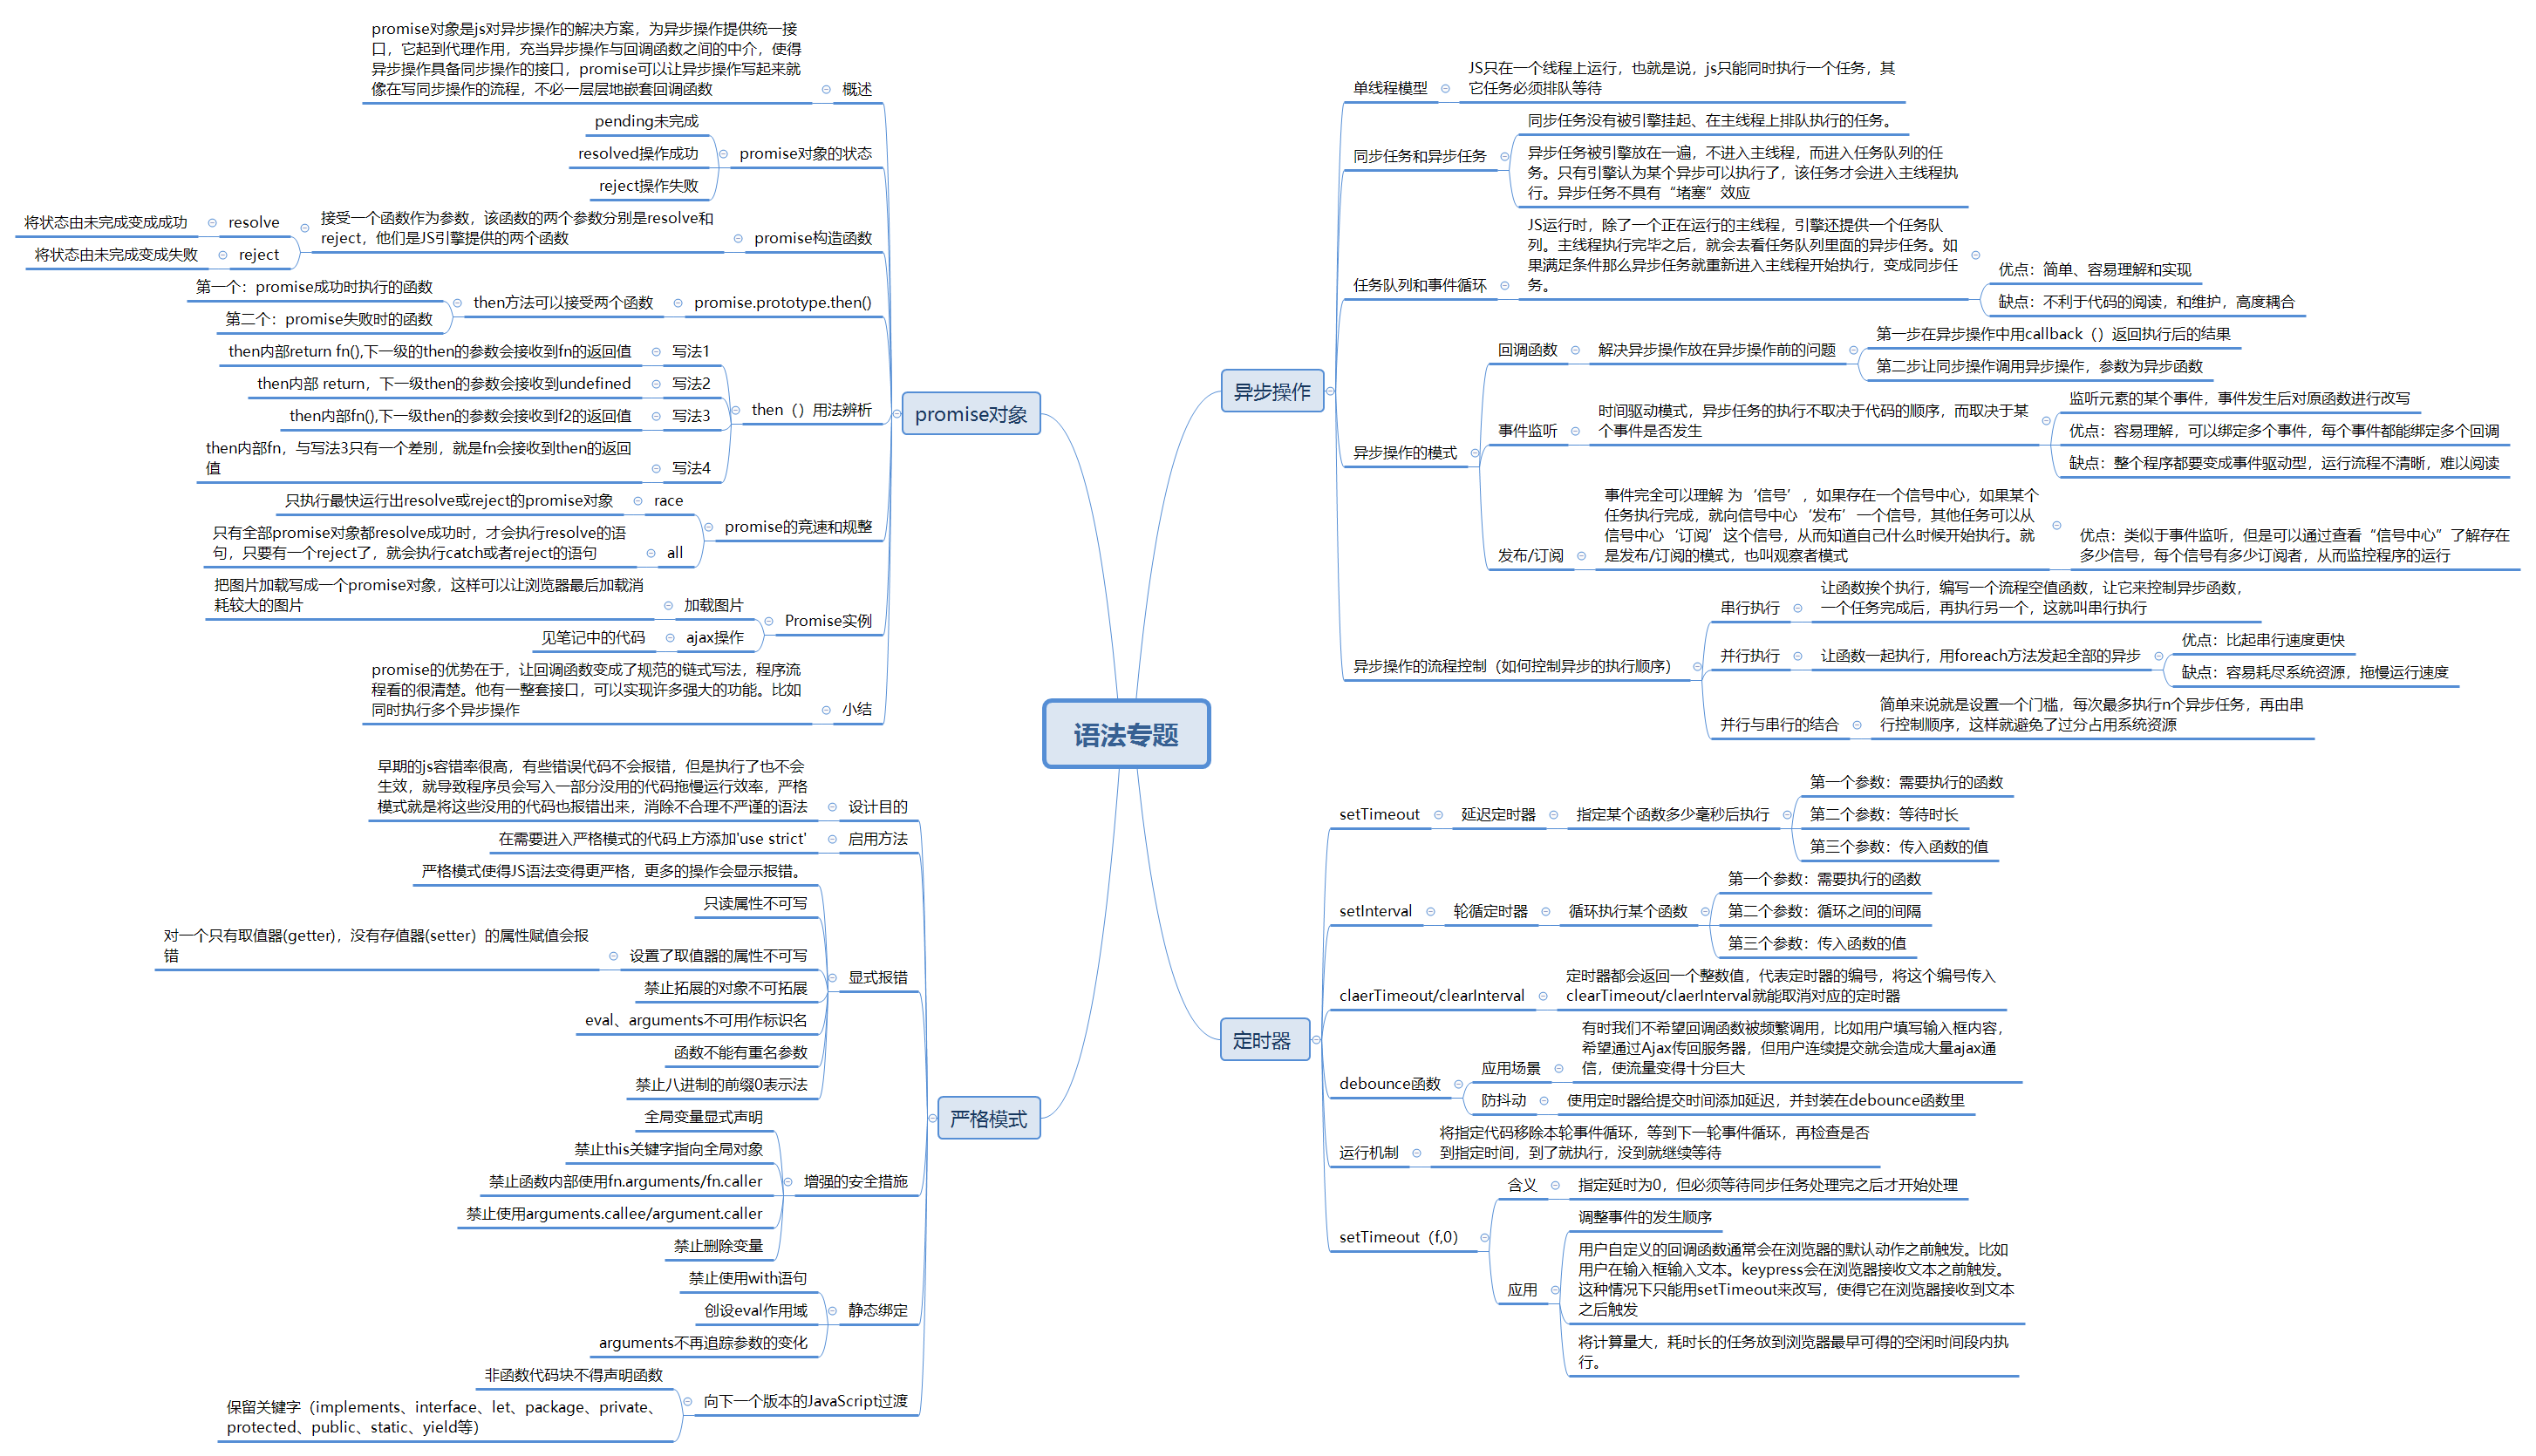 语法专题
异步操作
单线程模型
JS只在一个线程上运行，也就是说，js只能同时执行一个任务，其
它任务必须排队等待
同步任务和异步任务
同步任务没有被引擎挂起、在主线程上排队执行的任务。
异步任务被引擎放在一遍，不进入主线程，而进入任务队列的任
务。只有引擎认为某个异步可以执行了，该任务才会进入主线程执
行。异步任务不具有“堵塞”效应
任务队列和事件循环
JS运行时，除了一个正在运行的主线程，引擎还提供一个任务队
列。主线程执行完毕之后，就会去看任务队列里面的异步任务。如
果满足条件那么异步任务就重新进入主线程开始执行，变成同步任
务。
优点：简单、容易理解和实现
缺点：不利于代码的阅读，和维护，高度耦合
异步操作的模式
回调函数
解决异步操作放在异步操作前的问题
第一步在异步操作中用callback（）返回执行后的结果
第二步让同步操作调用异步操作，参数为异步函数
事件监听
时间驱动模式，异步任务的执行不取决于代码的顺序，而取决于某
个事件是否发生
监听元素的某个事件，事件发生后对原函数进行改写
优点：容易理解，可以绑定多个事件，每个事件都能绑定多个回调
缺点：整个程序都要变成事件驱动型，运行流程不清晰，难以阅读
发布/订阅
事件完全可以理解 为‘信号’，如果存在一个信号中心，如果某个
任务执行完成，就向信号中心‘发布’一个信号，其他任务可以从
信号中心‘订阅’这个信号，从而知道自己什么时候开始执行。就
是发布/订阅的模式，也叫观察者模式
优点：类似于事件监听，但是可以通过查看“信号中心”了解存在
多少信号，每个信号有多少订阅者，从而监控程序的运行
异步操作的流程控制（如何控制异步的执行顺序）
串行执行
让函数挨个执行，编写一个流程空值函数，让它来控制异步函数，
一个任务完成后，再执行另一个，这就叫串行执行
并行执行
让函数一起执行，用foreach方法发起全部的异步
优点：比起串行速度更快
缺点：容易耗尽系统资源，拖慢运行速度
并行与串行的结合
简单来说就是设置一个门槛，每次最多执行n个异步任务，再由串
行控制顺序，这样就避免了过分占用系统资源
定时器
setTimeout
延迟定时器
指定某个函数多少毫秒后执行
第一个参数：需要执行的函数
第二个参数：等待时长
第三个参数：传入函数的值
setInterval
轮循定时器
循环执行某个函数
第一个参数：需要执行的函数
第二个参数：循环之间的间隔
第三个参数：传入函数的值
claerTimeout/clearInterval
定时器都会返回一个整数值，代表定时器的编号，将这个编号传入
clearTimeout/claerInterval就能取消对应的定时器
debounce函数
应用场景
有时我们不希望回调函数被频繁调用，比如用户填写输入框内容，
希望通过Ajax传回服务器，但用户连续提交就会造成大量ajax通
信，使流量变得十分巨大
防抖动
使用定时器给提交时间添加延迟，并封装在debounce函数里
运行机制
将指定代码移除本轮事件循环，等到下一轮事件循环，再检查是否
到指定时间，到了就执行，没到就继续等待
setTimeout（f,0）
含义
指定延时为0，但必须等待同步任务处理完之后才开始处理
应用
调整事件的发生顺序
用户自定义的回调函数通常会在浏览器的默认动作之前触发。比如
用户在输入框输入文本。keypress会在浏览器接收文本之前触发。
这种情况下只能用setTimeout来改写，使得它在浏览器接收到文本
之后触发
将计算量大，耗时长的任务放到浏览器最早可得的空闲时间段内执
行。
promise对象
概述
promise对象是js对异步操作的解决方案，为异步操作提供统一接
口，它起到代理作用，充当异步操作与回调函数之间的中介，使得
异步操作具备同步操作的接口，promise可以让异步操作写起来就
像在写同步操作的流程，不必一层层地嵌套回调函数
promise对象的状态
pending未完成
resolved操作成功
reject操作失败
promise构造函数
接受一个函数作为参数，该函数的两个参数分别是resolve和
reject，他们是JS引擎提供的两个函数
resolve
将状态由未完成变成成功
reject
将状态由未完成变成失败
promise.prototype.then()
then方法可以接受两个函数
第一个：promise成功时执行的函数
第二个：promise失败时的函数
then（）用法辨析
写法1
then内部return fn(),下一级的then的参数会接收到fn的返回值
写法2
then内部 return，下一级then的参数会接收到undefined
写法3
then内部fn(),下一级then的参数会接收到f2的返回值
写法4
then内部fn，与写法3只有一个差别，就是fn会接收到then的返回
值
promise的竞速和规整
race
只执行最快运行出resolve或reject的promise对象
all
只有全部promise对象都resolve成功时，才会执行resolve的语
句，只要有一个reject了，就会执行catch或者reject的语句
Promise实例
加载图片
把图片加载写成一个promise对象，这样可以让浏览器最后加载消
耗较大的图片
ajax操作
见笔记中的代码
小结
promise的优势在于，让回调函数变成了规范的链式写法，程序流
程看的很清楚。他有一整套接口，可以实现许多强大的功能。比如
同时执行多个异步操作
严格模式
设计目的
早期的js容错率很高，有些错误代码不会报错，但是执行了也不会
生效，就导致程序员会写入一部分没用的代码拖慢运行效率，严格
模式就是将这些没用的代码也报错出来，消除不合理不严谨的语法
启用方法
在需要进入严格模式的代码上方添加'use strict'
显式报错
严格模式使得JS语法变得更严格，更多的操作会显示报错。
只读属性不可写
设置了取值器的属性不可写
对一个只有取值器(getter)，没有存值器(setter）的属性赋值会报
错
禁止拓展的对象不可拓展
eval、arguments不可用作标识名
函数不能有重名参数
禁止八进制的前缀0表示法
增强的安全措施
全局变量显式声明
禁止this关键字指向全局对象
禁止函数内部使用fn.arguments/fn.caller
禁止使用arguments.callee/argument.caller
禁止删除变量
静态绑定
禁止使用with语句
创设eval作用域
arguments不再追踪参数的变化
向下一个版本的JavaScript过渡
非函数代码块不得声明函数
保留关键字（implements、interface、let、package、private、
protected、public、static、yield等）